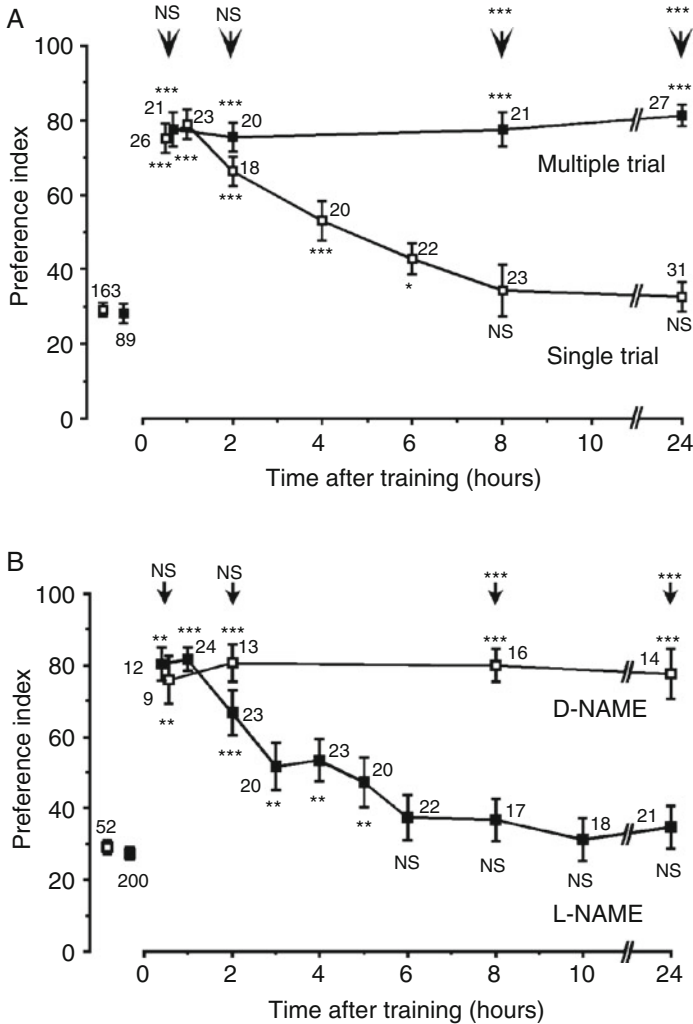 A
NS NS *** ***
100
*** *** *** ***
21 23 20 21 27
80
26
*** *** 18 Multiple trial
***
60
20
***
22
40
*
23 31
163
89 NS NS
20
Single trial
0
Preference index
0 2 4 6 8 10 24
Time after training (hours)
B
NS NS *** ***
100
** *** *** *** ***
24 13 16 14
80
12
9
D-NAME
** 23
60
***
23
20 20
** ** **
40
22 17 18 21
52
200 NS NS NS NS
20
L-NAME
0
Preference index
0 2 4 6 8 10 24
Time after training (hours)